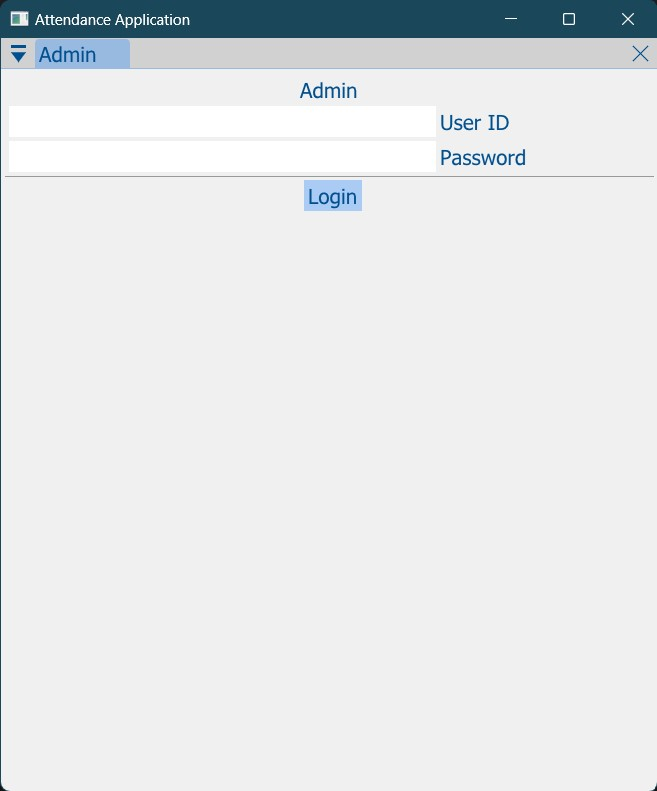 Attendance Application
Admin
Admin
User ID
Password
Login